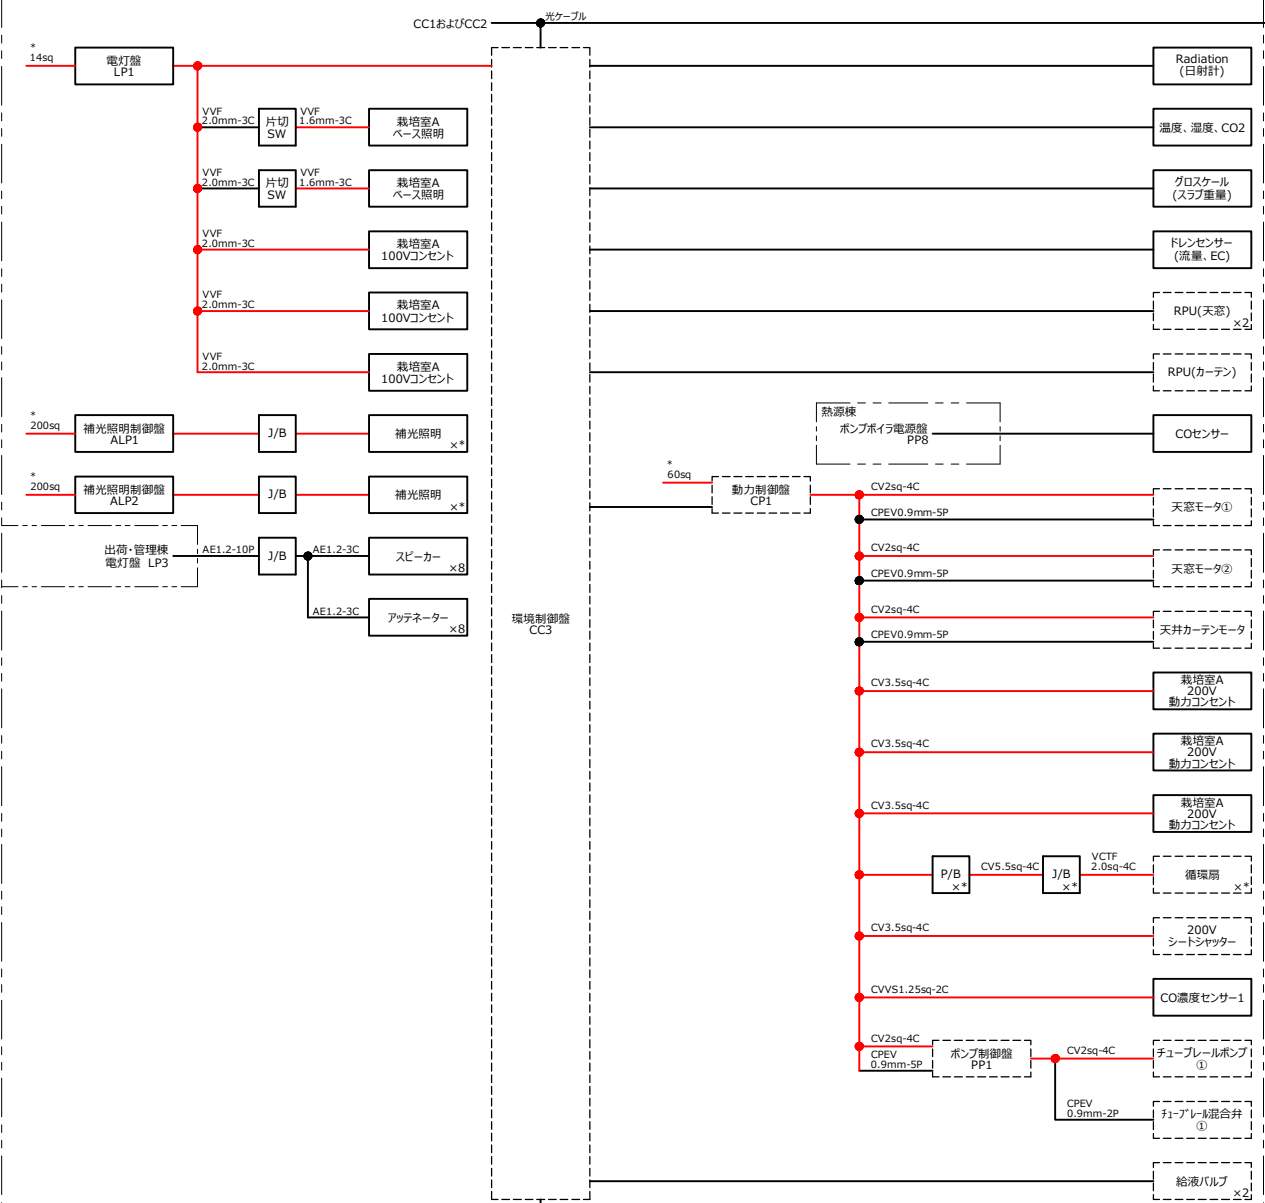 CC1およびCC2
光ケーブル
*
14sq
電灯盤
LP1
VVF
2.0mm-3C
片切
SW
VVF
1.6mm-3C
栽培室A
ベース照明
VVF
2.0mm-3C
片切
SW
VVF
1.6mm-3C
栽培室A
ベース照明
VVF
2.0mm-3C
栽培室A
100Vコンセント
VVF
2.0mm-3C
栽培室A
100Vコンセント
VVF
2.0mm-3C
栽培室A
100Vコンセント
*
200sq
補光照明制御盤
ALP1
J/B
補光照明
×*
*
200sq
補光照明制御盤
ALP2
J/B
補光照明
×*
出荷・管理棟
電灯盤 LP3
AE1.2-10P
J/B
AE1.2-3C
スピーカー
×8
AE1.2-3C
アッテネーター
×8
環境制御盤
CC3
Radiation
(日射計)
温度、湿度、CO2
グロスケール
(スラブ重量)
ドレンセンサー
(流量、EC)
RPU(天窓)
×2
RPU(カーテン)
熱源棟
ポンプボイラ電源盤
PP8
COセンサー
*
60sq
動力制御盤
CP1
CV2sq-4C
CPEV0.9mm-5P
天窓モータ①
CV2sq-4C
CPEV0.9mm-5P
天窓モータ②
CV2sq-4C
CPEV0.9mm-5P
天井カーテンモータ
CV3.5sq-4C
栽培室A
200V
動力コンセント
CV3.5sq-4C
栽培室A
200V
動力コンセント
CV3.5sq-4C
栽培室A
200V
動力コンセント
P/B
×*
CV5.5sq-4C
J/B
×*
VCTF
2.0sq-4C
循環扇
×*
CV3.5sq-4C
200V
シートシャッター
CVVS1.25sq-2C
CO濃度センサー1
CV2sq-4C
CPEV
0.9mm-5P
ポンプ制御盤
PP1
CV2sq-4C
チューブレールポンプ
①
CPEV
0.9mm-2P
チューブレール混合弁
①
給液バルブ
×2